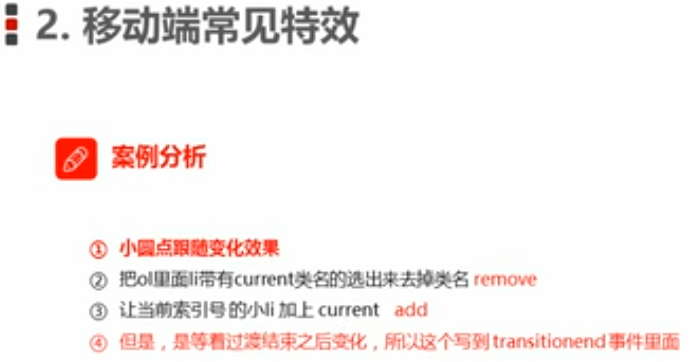 2. 移动端常见特效
案例分析
① 小圆点跟随变化效果
② 把ol里面li带有current类名的选出来去掉类名 remove
③ 让当前索引号 的小li 加上 current add
④ 但是，是等着过渡结束之后变化，所以这个写到 transitionend 事件里面